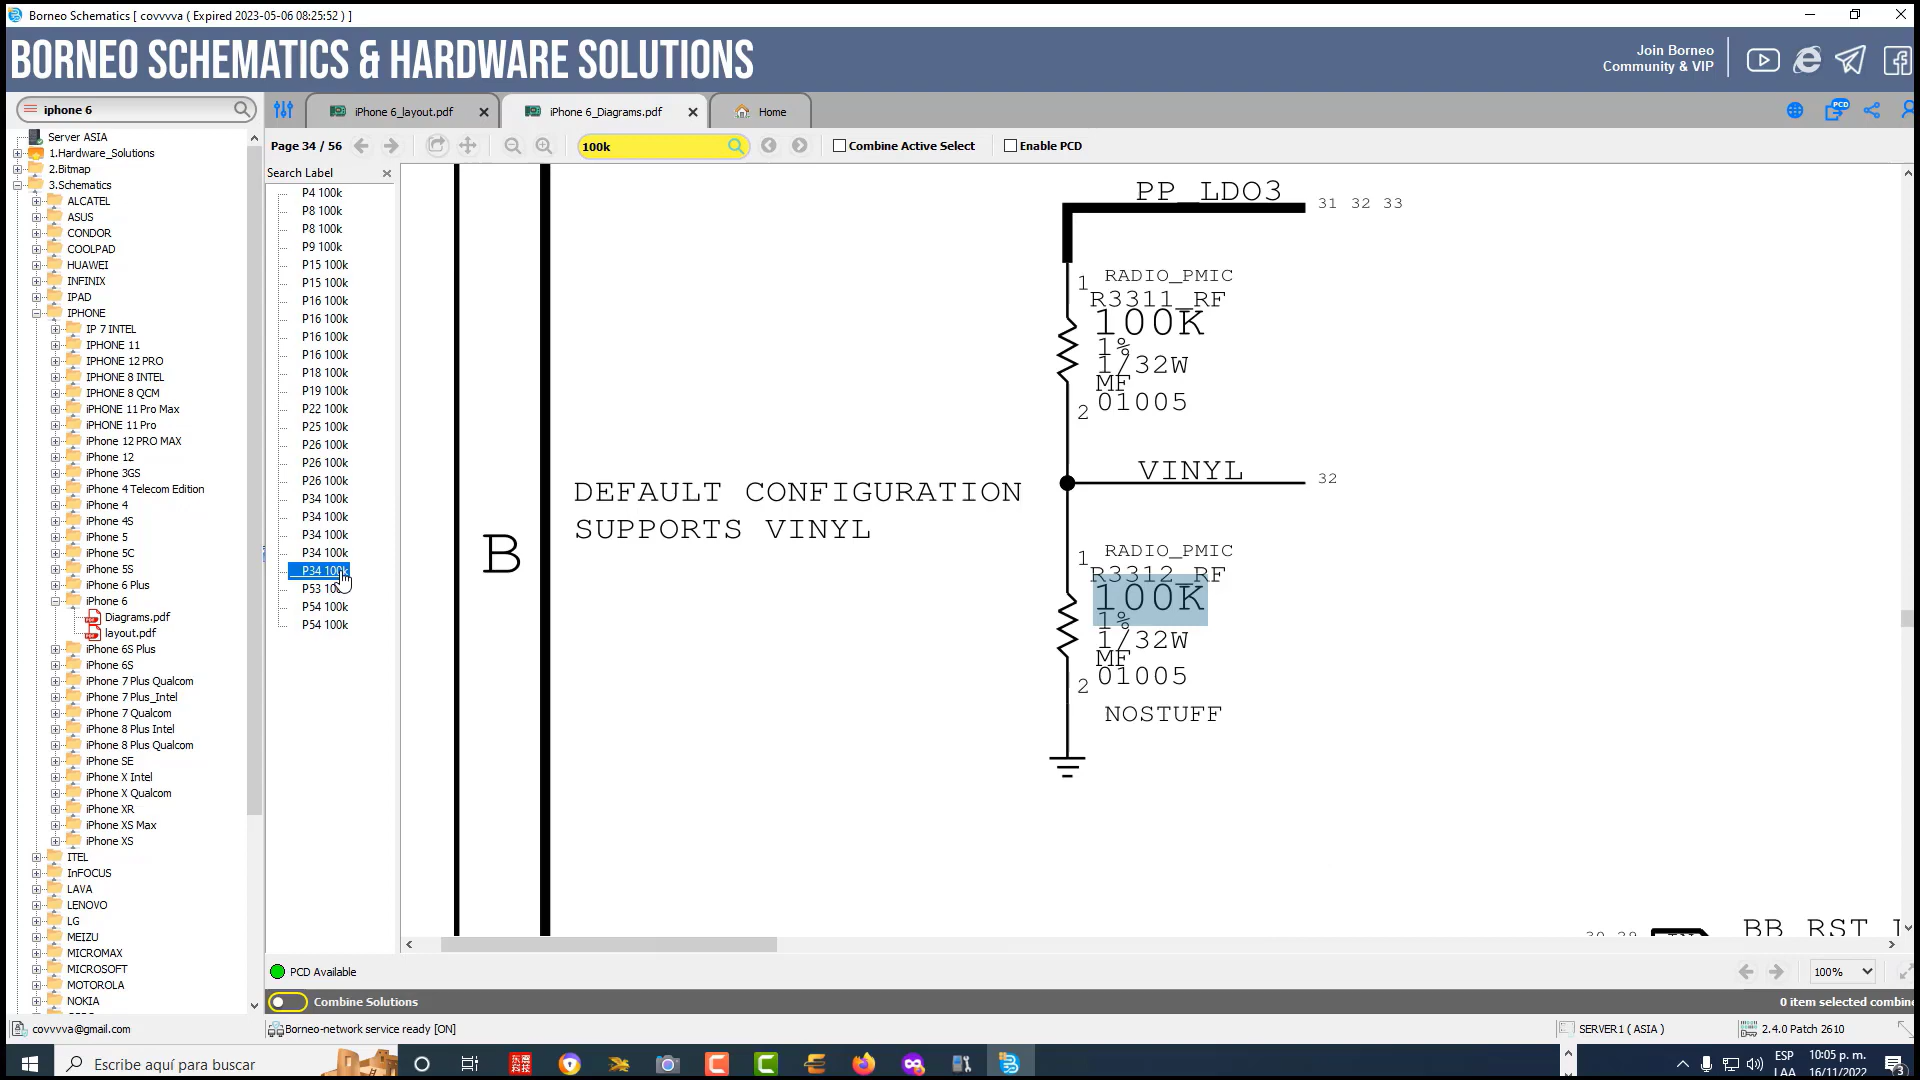 Borneo Schematics [ covvvva ( Expired 2023-05-06 08:25:52 ) ]
BORNEO SCHEMATICS & HARDWARE SOLUTIONS
Join Borneo
Community & VIP
iphone 6
iPhone 6_layout.pdf
iPhone 6_Diagrams.pdf
Home
PCD
Page 34 / 56
100k
Combine Active Select
Enable PCD
Server ASIA
1.Hardware_Solutions
2.Bitmap
3.Schematics
ALCATEL
ASUS
CONDOR
COOLPAD
HUAWEI
INFINIX
IPAD
IPHONE
IP 7 INTEL
IPHONE 11
IPHONE 12 PRO
IPHONE 8 INTEL
IPHONE 8 QCM
iPHONE 11 Pro Max
iPHONE 11 Pro
iPhone 12 PRO MAX
iPhone 12
iPhone 3GS
iPhone 4 Telecom Edition
iPhone 4
iPhone 4S
iPhone 5
iPhone 5C
iPhone 5S
iPhone 6 Plus
iPhone 6
Diagrams.pdf
layout.pdf
iPhone 6S Plus
iPhone 6S
iPhone 7 Plus Qualcom
iPhone 7 Plus_Intel
iPhone 7 Qualcom
iPhone 8 Plus Intel
iPhone 8 Plus Qualcom
iPhone SE
iPhone X Intel
iPhone X Qualcom
iPhone XR
iPhone XS Max
iPhone XS
ITEL
InFOCUS
LAVA
LENOVO
LG
MEIZU
MICROMAX
MICROSOFT
MOTOROLA
NOKIA
Search Label
P4 100k
P8 100k
P8 100k
P9 100k
P15 100k
P15 100k
P16 100k
P16 100k
P16 100k
P16 100k
P18 100k
P19 100k
P22 100k
P25 100k
P26 100k
P26 100k
P26 100k
P34 100k
P34 100k
P34 100k
P34 100k
P34 100k
P53 100k
P54 100k
P54 100k
PP_LDO3
31 32 33
RADIO_PMIC
1
R3311_RF
100K
1%
1/32W
MF
01005
2
VINYL
32
DEFAULT CONFIGURATION
SUPPORTS VINYL
B
RADIO_PMIC
1
R3312_RF
100K
1%
1/32W
MF
01005
2
NOSTUFF
BB_RST_
PCD Available
100%
Combine Solutions
0 item selected combin
covvvva@gmail.com
Borneo-network service ready [ON]
SERVER1 ( ASIA )
2.4.0 Patch 2610
Escribe aquí para buscar
ESP
LAA
10:05 p. m.
16/11/2022
3